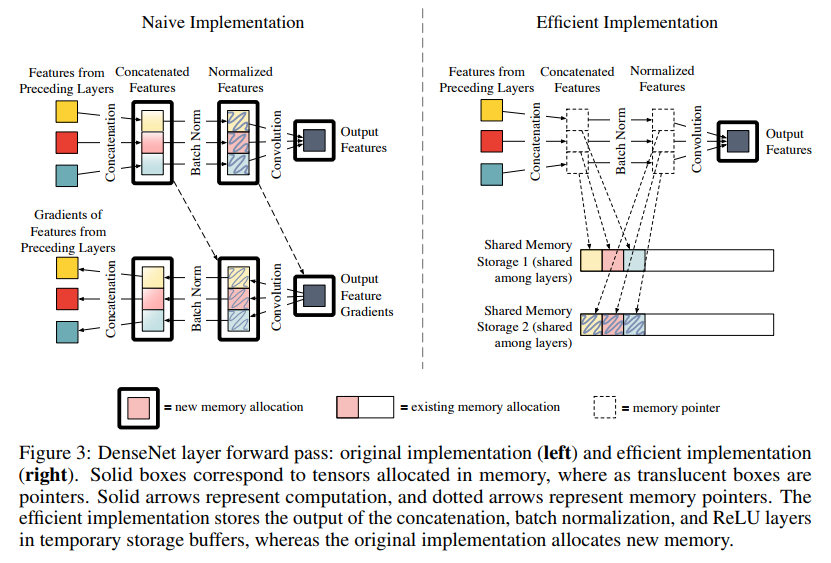 Naive Implementation
Features from
Preceding Layers
Concatenated
Features
Normalized
Features
Concatenation
Batch Norm
Convolution
Output
Features
Gradients of
Features from
Preceding Layers
Concatenation
Batch Norm
Convolution
Output
Feature
Gradients
Efficient Implementation
Features from
Preceding Layers
Concatenated
Features
Normalized
Features
Concatenation
Batch Norm
Convolution
Output
Features
Shared Memory
Storage 1 (shared
among layers)
Shared Memory
Storage 2 (shared
among layers)
= new memory allocation
= existing memory allocation
= memory pointer
Figure 3: DenseNet layer forward pass: original implementation (left) and efficient implementation
(right). Solid boxes correspond to tensors allocated in memory, where as translucent boxes are
pointers. Solid arrows represent computation, and dotted arrows represent memory pointers. The
efficient implementation stores the output of the concatenation, batch normalization, and ReLU layers
in temporary storage buffers, whereas the original implementation allocates new memory.